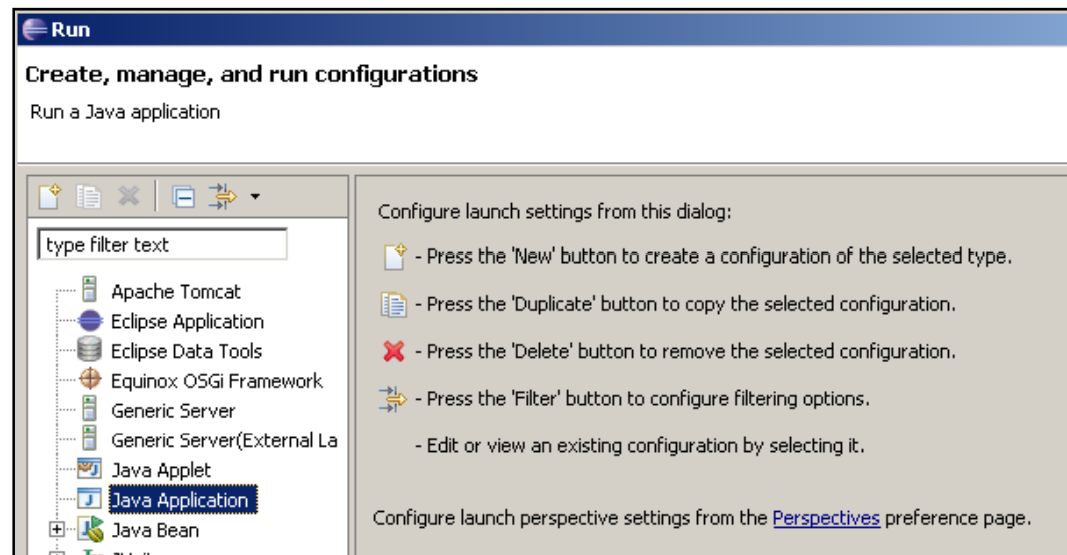 Run
Create, manage, and run configurations
Run a Java application
type filter text
Apache Tomcat
Eclipse Application
Eclipse Data Tools
Equinox OSGi Framework
Generic Server
Generic Server(External La
Java Applet
Java Application
Java Bean
Configure launch settings from this dialog:
- Press the 'New' button to create a configuration of the selected type.
- Press the 'Duplicate' button to copy the selected configuration.
- Press the 'Delete' button to remove the selected configuration.
- Press the 'Filter' button to configure filtering options.
- Edit or view an existing configuration by selecting it.
Configure launch perspective settings from the Perspectives preference page.